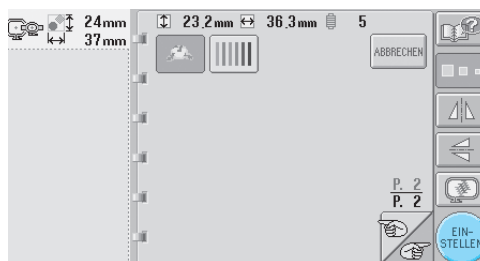 24mm
37mm
23,2mm 36,3mm 5
ABBRECHEN
P. 2
P. 2
EIN-
STELLEN